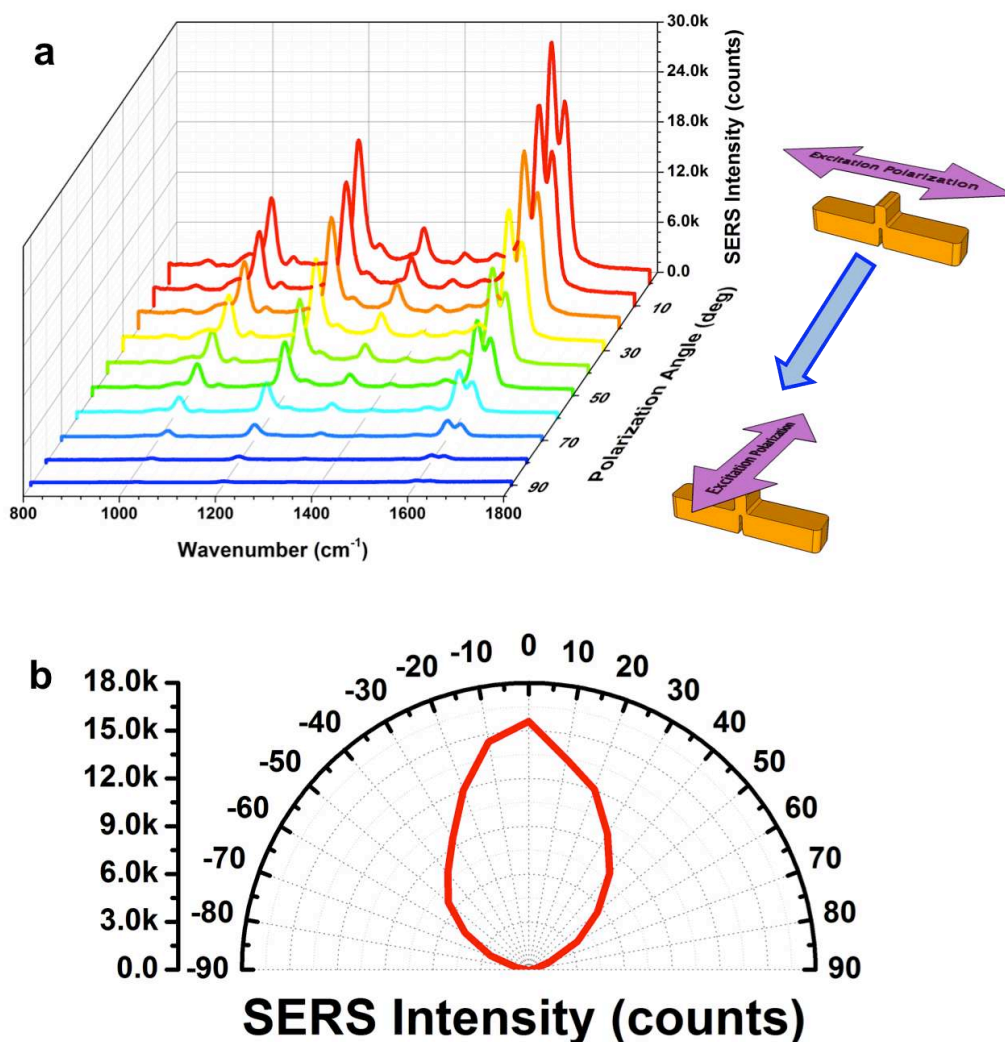 a
30.0k
24.0k
18.0k
12.0k
6.0k
0.0
SERS Intensity (counts)
10
30
50
70
90
Polarization Angle (deg)
800 1000 1200 1400 1600 1800
Wavenumber (cm-1)
Excitation Polarization
Excitation Polarization
b
18.0k
15.0k
12.0k
9.0k
6.0k
3.0k
0.0
-90 -80 -70 -60 -50 -40 -30 -20 -10 0 10 20 30 40 50 60 70 80 90
SERS Intensity (counts)